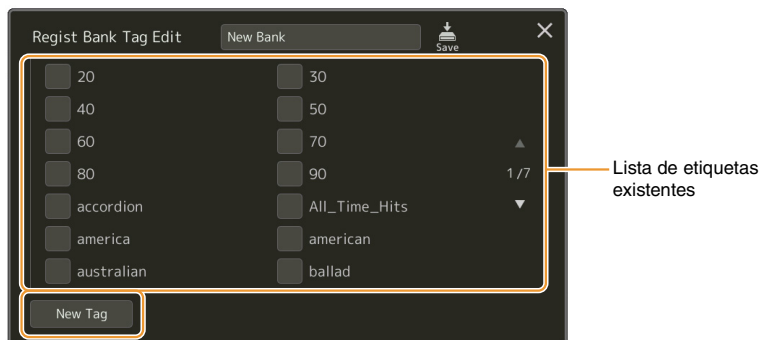 Regist Bank Tag Edit New Bank Save
20 30
40 50
60 70
80 90 1/7
accordion All_Time_Hits
america american
australian ballad
New Tag
Lista de etiquetas
existentes